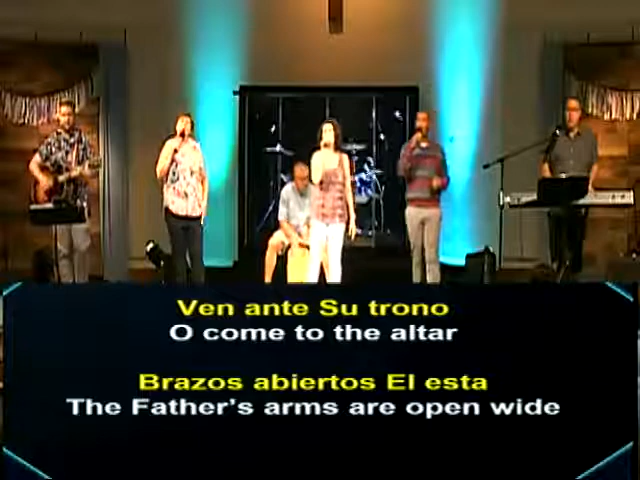 Ven ante Su trono
O come to the altar
Brazos abiertos El esta
The Father's arms are open wide